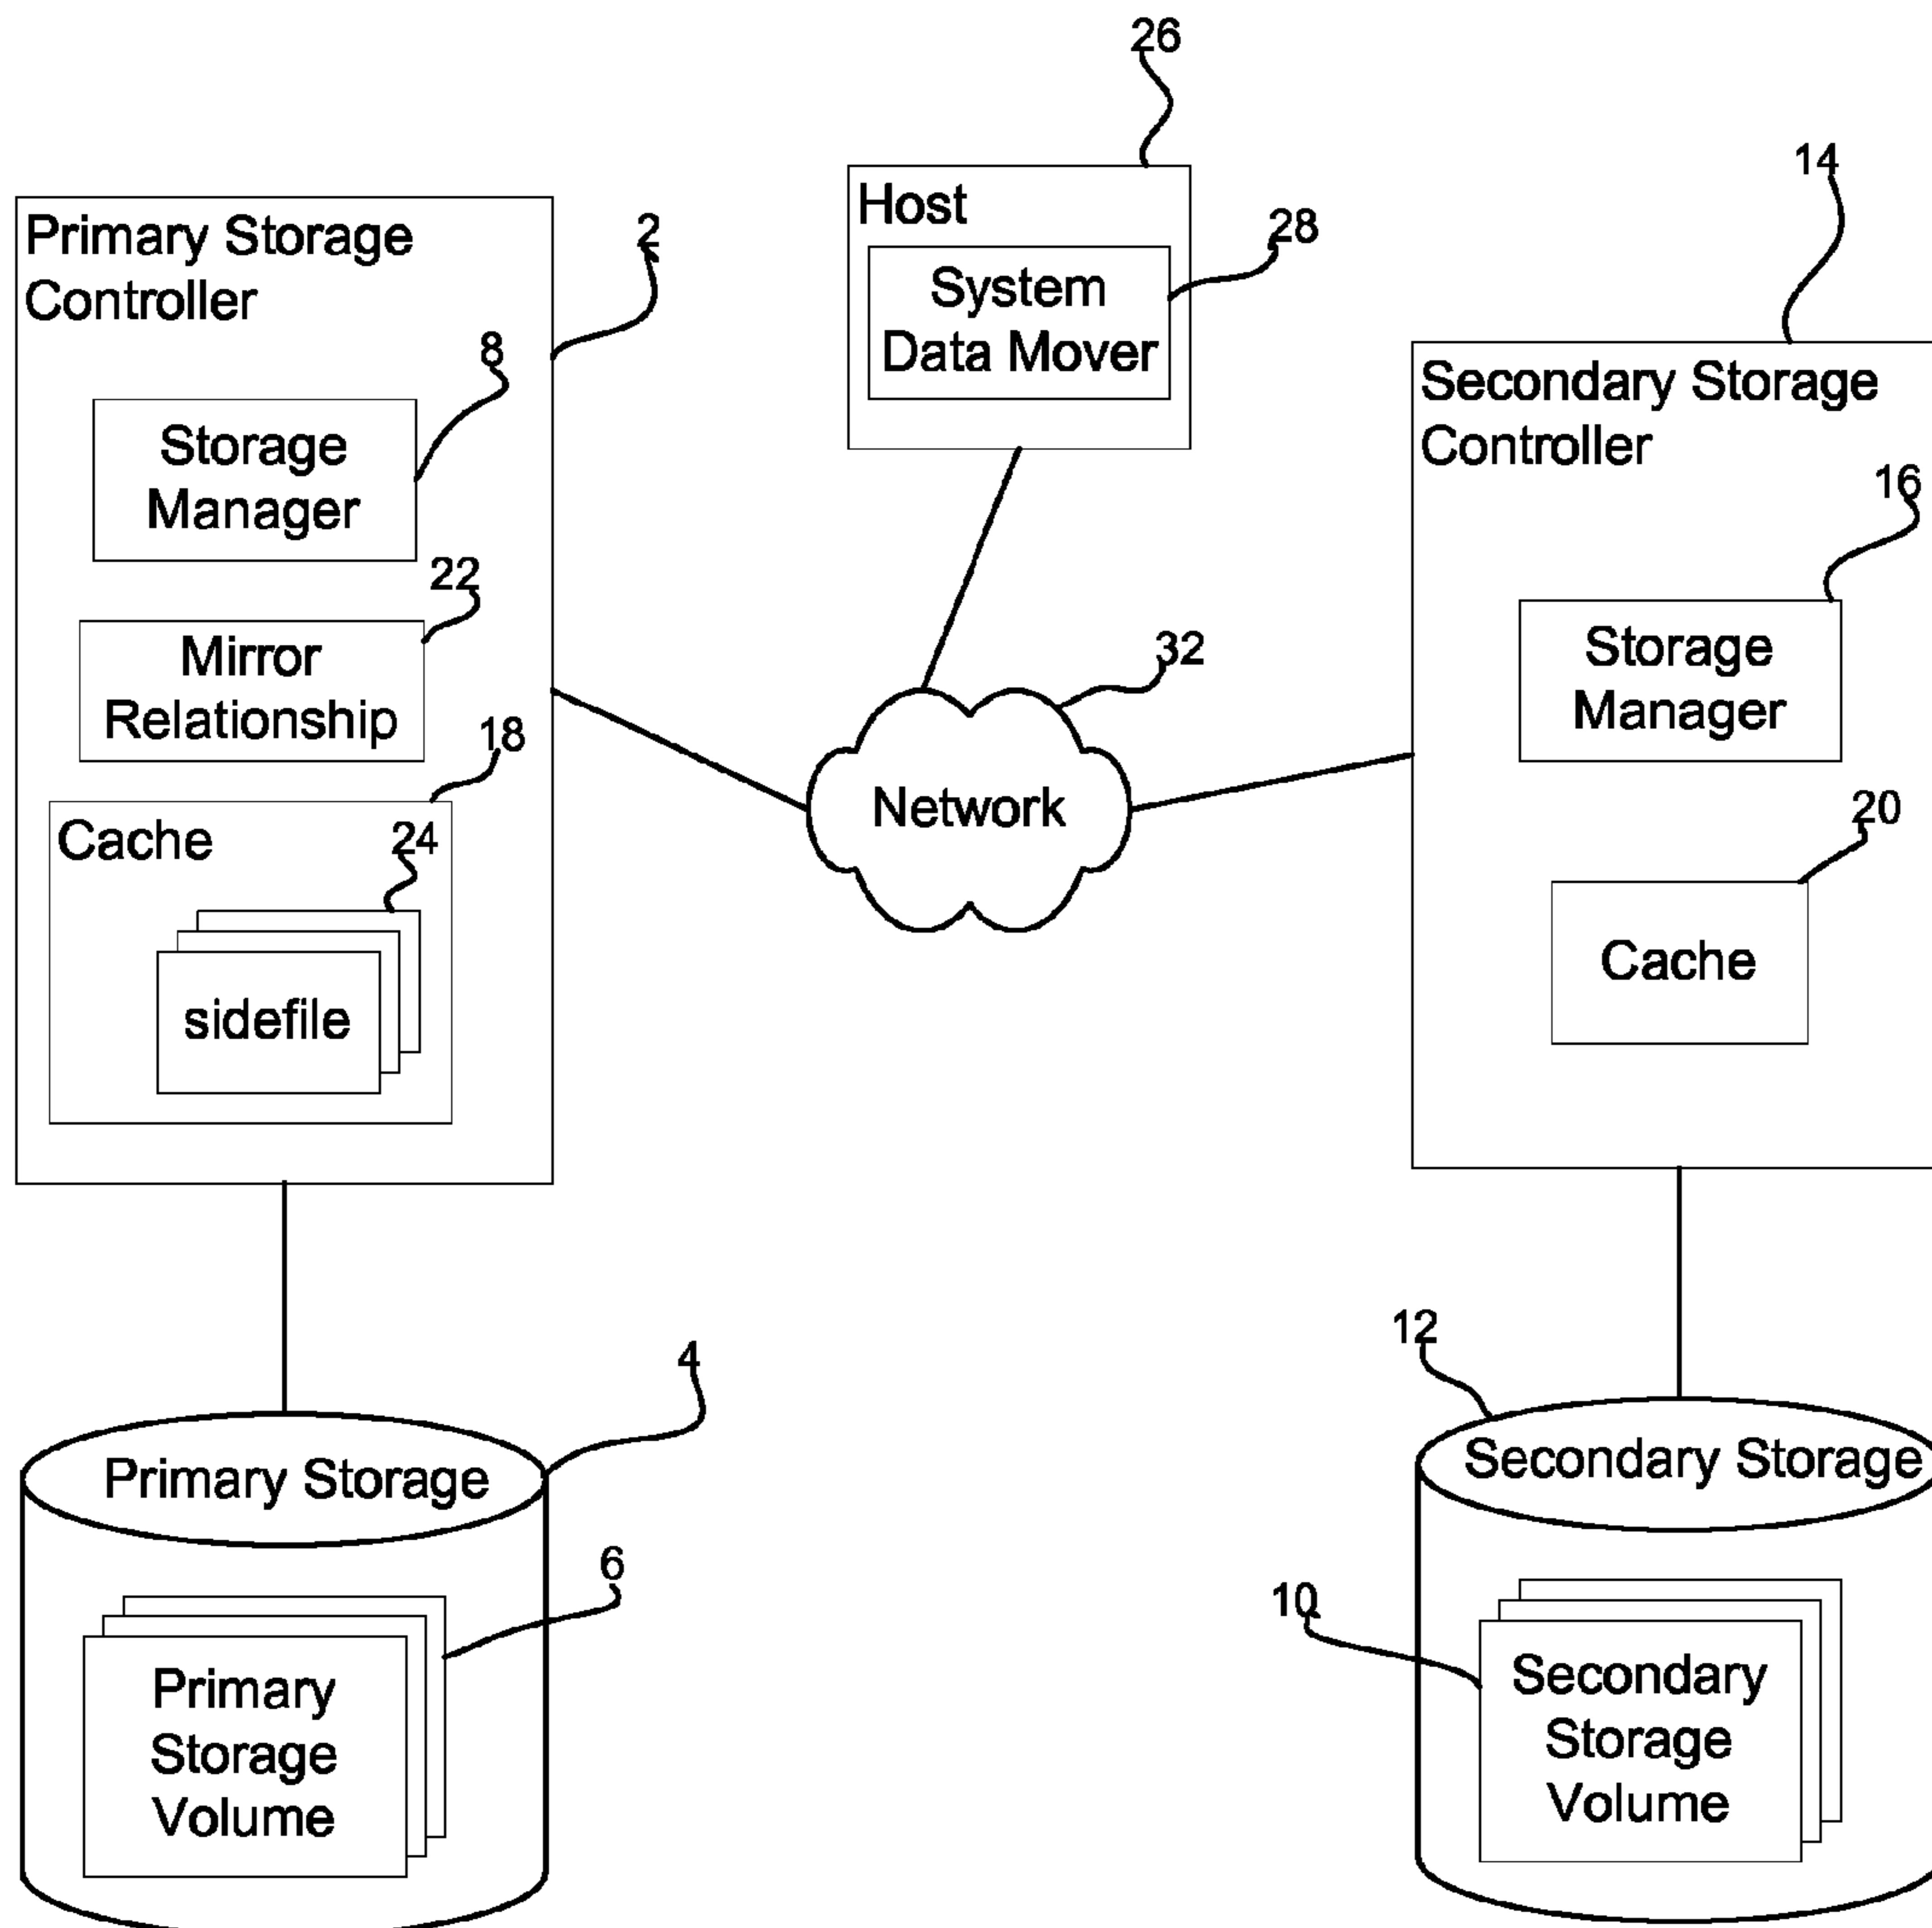 26
Host
28
System
Data Mover
Primary Storage
Controller
2
8
Storage
Manager
22
Mirror
Relationship
18
Cache
24
sidefile
14
Secondary Storage
Controller
16
Storage
Manager
20
Cache
32
Network
4
Primary Storage
6
Primary
Storage
Volume
12
Secondary Storage
10
Secondary
Storage
Volume